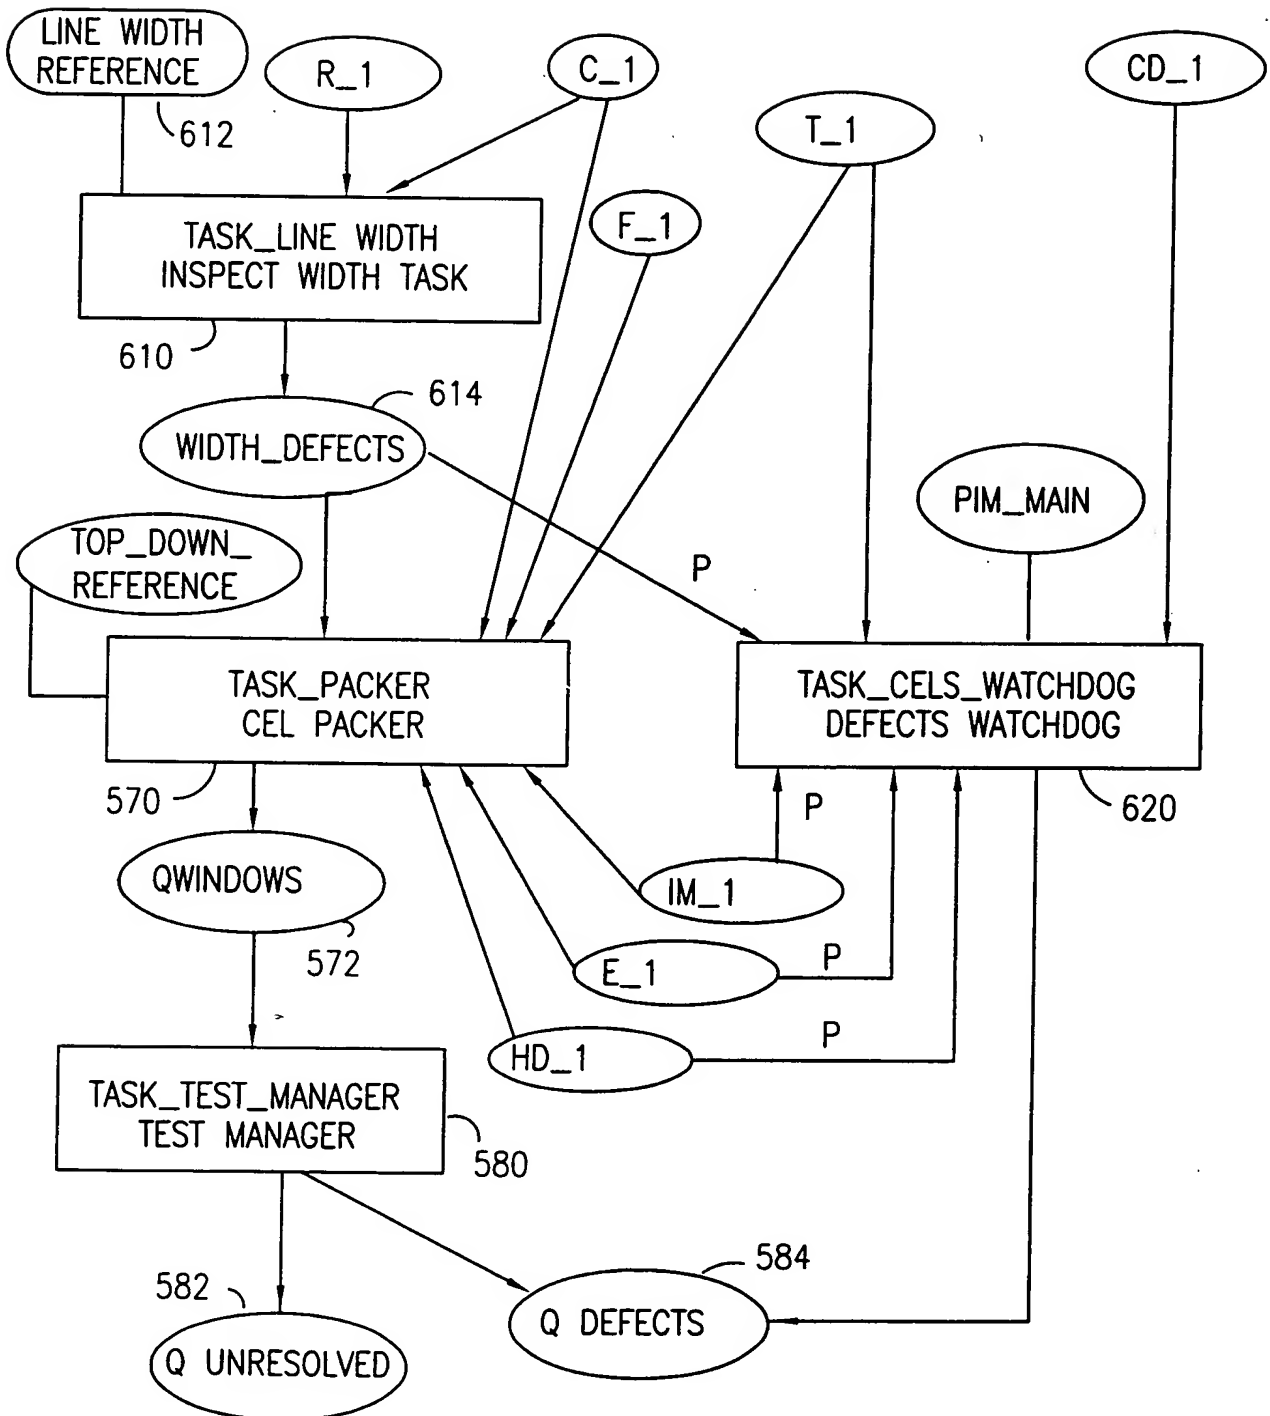 LINE WIDTH
REFERENCE
612
R_1
C_1
T_1
CD_1
F_1
TASK_LINE WIDTH
INSPECT WIDTH TASK
610
614
WIDTH_DEFECTS
P
PIM_MAIN
TOP_DOWN_
REFERENCE
TASK_PACKER
CEL PACKER
570
TASK_CELS_WATCHDOG
DEFECTS WATCHDOG
620
P
QWINDOWS
572
IM_1
E_1
P
HD_1
P
TASK_TEST_MANAGER
TEST MANAGER
580
582
Q UNRESOLVED
584
Q DEFECTS